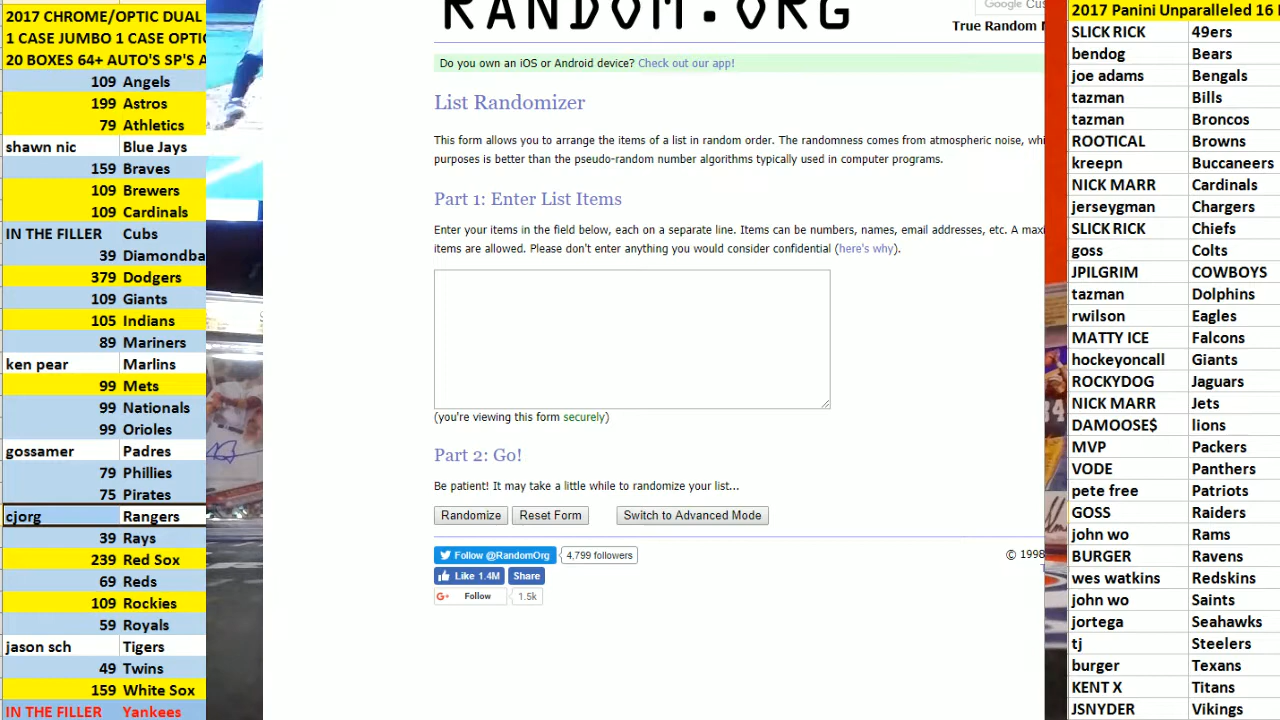 2017 CHROME/OPTIC DUAL
1 CASE JUMBO 1 CASE OPTIC
20 BOXES 64+ AUTO'S SP'S A
109 Angels
199 Astros
79 Athletics
shawn nic Blue Jays
159 Braves
109 Brewers
109 Cardinals
IN THE FILLER Cubs
39 Diamondba
379 Dodgers
109 Giants
105 Indians
89 Mariners
ken pear Marlins
99 Mets
99 Nationals
99 Orioles
gossamer Padres
79 Phillies
75 Pirates
cjorg Rangers
39 Rays
239 Red Sox
69 Reds
109 Rockies
59 Royals
jason sch Tigers
49 Twins
159 White Sox
IN THE FILLER Yankees
RANDOM.ORG
Google Cus
True Random
Do you own an iOS or Android device? Check out our app!
List Randomizer
This form allows you to arrange the items of a list in random order. The randomness comes from atmospheric noise, whi
purposes is better than the pseudo-random number algorithms typically used in computer programs.
Part 1: Enter List Items
Enter your items in the field below, each on a separate line. Items can be numbers, names, email addresses, etc. A maxi
items are allowed. Please don't enter anything you would consider confidential (here's why).
(you're viewing this form securely)
Part 2: Go!
Be patient! It may take a little while to randomize your list...
Randomize Reset Form Switch to Advanced Mode
Follow @RandomOrg 4,799 followers
© 1998
Like 1.4M Share
Follow 1.5k
2017 Panini Unparalleled 16
SLICK RICK 49ers
bendog Bears
joe adams Bengals
tazman Bills
tazman Broncos
ROOTICAL Browns
kreepn Buccaneers
NICK MARR Cardinals
jerseygman Chargers
SLICK RICK Chiefs
goss Colts
JPILGRIM COWBOYS
tazman Dolphins
rwilson Eagles
MATTY ICE Falcons
hockeyoncall Giants
ROCKYDOG Jaguars
NICK MARR Jets
DAMOOSE$ lions
MVP Packers
VODE Panthers
pete free Patriots
GOSS Raiders
john wo Rams
BURGER Ravens
wes watkins Redskins
john wo Saints
jortega Seahawks
tj Steelers
burger Texans
KENT X Titans
JSNYDER Vikings